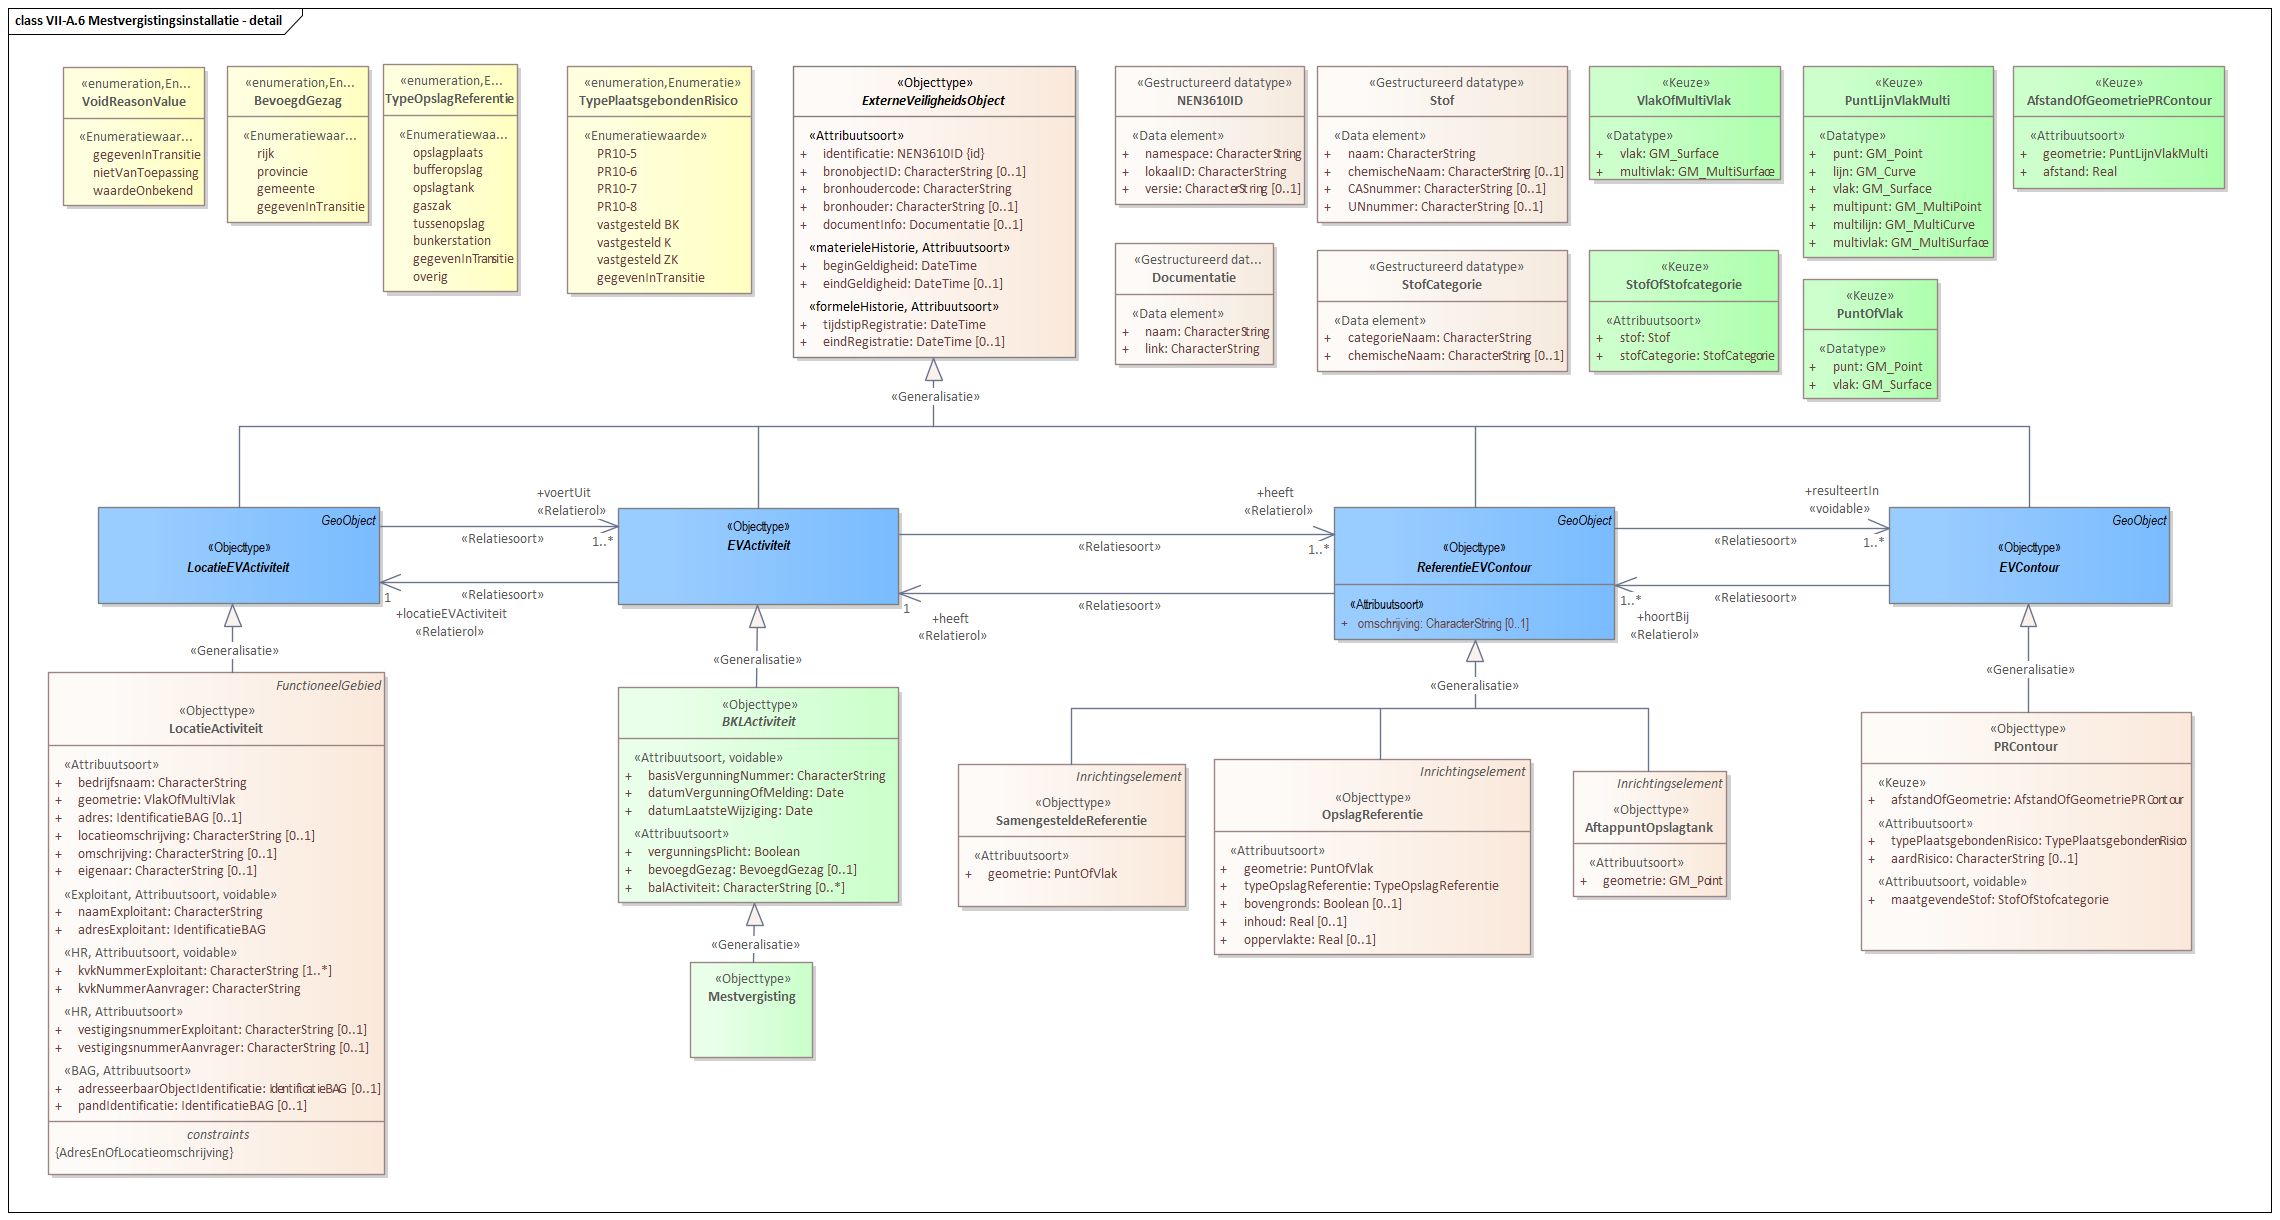 class VII-A.6 Mestvergistingsinstallatie - detail
«enumeration,En...
VoidReasonValue
«Enumeratiewaar...
gegevenInTransitie
nietVanToepassing
waardeOnbekend
«enumeration,En...
BevoegdGezag
«Enumeratiewaar...
rijk
provincie
gemeente
gegevenInTransitie
«enumeration,E...
TypeOpslagReferentie
«Enumeratiewaa...
opslagplaats
bufferopslag
opslagtank
gaszak
tussenopslag
bunkerstation
gegevenInTransitie
overig
«enumeration,Enumeratie»
TypePlaatsgebondenRisico
«Enumeratiewaarde»
PR10-5
PR10-6
PR10-7
PR10-8
vastgesteld BK
vastgesteld K
vastgesteld ZK
gegevenInTransitie
«Objecttype»
ExterneVeiligheidsObject
«Attribuutsoort»
+ identificatie: NEN3610ID {id}
+ bronobjectID: CharacterString [0..1]
+ bronhoudercode: CharacterString
+ bronhouder: CharacterString [0..1]
+ documentInfo: Documentatie [0..1]
«materieleHistorie, Attribuutsoort»
+ beginGeldigheid: DateTime
+ eindGeldigheid: DateTime [0..1]
«formeleHistorie, Attribuutsoort»
+ tijdstipRegistratie: DateTime
+ eindRegistratie: DateTime [0..1]
«Gestructureerd datatype»
NEN3610ID
«Data element»
+ namespace: CharacterString
+ lokaalID: CharacterString
+ versie: CharacterString [0..1]
«Gestructureerd dat...
Documentatie
«Data element»
+ naam: CharacterString
+ link: CharacterString
«Gestructureerd datatype»
Stof
«Data element»
+ naam: CharacterString
+ chemischeNaam: CharacterString [0..1]
+ CASnummer: CharacterString [0..1]
+ UNnummer: CharacterString [0..1]
«Gestructureerd datatype»
StofCategorie
«Data element»
+ categorieNaam: CharacterString
+ chemischeNaam: CharacterString [0..1]
«Keuze»
VlakOfMultiVlak
«Datatype»
+ vlak: GM_Surface
+ multivlak: GM_MultiSurface
«Keuze»
StofOfStofcategorie
«Attribuutsoort»
+ stof: Stof
+ stofCategorie: StofCategorie
«Keuze»
PuntLijnVlakMulti
«Datatype»
+ punt: GM_Point
+ lijn: GM_Curve
+ vlak: GM_Surface
+ multipunt: GM_MultiPoint
+ multilijn: GM_MultiCurve
+ multivlak: GM_MultiSurface
«Keuze»
PuntOfVlak
«Datatype»
+ punt: GM_Point
+ vlak: GM_Surface
«Keuze»
AfstandOfGeometriePRContour
«Attribuutsoort»
+ geometrie: PuntLijnVlakMulti
+ afstand: Real
«Generalisatie»
GeoObject
«Objecttype»
LocatieEVActiviteit
+voertUit
«Relatierol»
1..*
«Relatiesoort»
«Relatiesoort»
1
+locatieEVActiviteit
«Relatierol»
«Objecttype»
EVActiviteit
+heeft
«Relatierol»
1..*
«Relatiesoort»
«Relatiesoort»
1
+heeft
«Relatierol»
GeoObject
«Objecttype»
ReferentieEVContour
«Attribuutsoort»
+ omschrijving: CharacterString [0..1]
+resulteertIn
«voidable»
1..*
«Relatiesoort»
«Relatiesoort»
1..*
+hoortBij
«Relatierol»
GeoObject
«Objecttype»
EVContour
«Generalisatie»
«Generalisatie»
«Generalisatie»
«Generalisatie»
FunctioneelGebied
«Objecttype»
LocatieActiviteit
«Attribuutsoort»
+ bedrijfsnaam: CharacterString
+ geometrie: VlakOfMultiVlak
+ adres: IdentificatieBAG [0..1]
+ locatieomschrijving: CharacterString [0..1]
+ omschrijving: CharacterString [0..1]
+ eigenaar: CharacterString [0..1]
«Exploitant, Attribuutsoort, voidable»
+ naamExploitant: CharacterString
+ adresExploitant: IdentificatieBAG
«HR, Attribuutsoort, voidable»
+ kvkNummerExploitant: CharacterString [1..*]
+ kvkNummerAanvrager: CharacterString
«HR, Attribuutsoort»
+ vestigingsnummerExploitant: CharacterString [0..1]
+ vestigingsnummerAanvrager: CharacterString [0..1]
«BAG, Attribuutsoort»
+ adresseerbaarObjectIdentificatie: IdentificatieBAG [0..1]
+ pandIdentificatie: IdentificatieBAG [0..1]
constraints
{AdresEnOfLocatieomschrijving}
«Objecttype»
BKLActiviteit
«Attribuutsoort, voidable»
+ basisVergunningNummer: CharacterString
+ datumVergunningOfMelding: Date
+ datumLaatsteWijziging: Date
«Attribuutsoort»
+ vergunningsPlicht: Boolean
+ bevoegdGezag: BevoegdGezag [0..1]
+ balActiviteit: CharacterString [0..*]
«Generalisatie»
«Objecttype»
Mestvergisting
Inrichtingselement
«Objecttype»
SamengesteldeReferentie
«Attribuutsoort»
+ geometrie: PuntOfVlak
Inrichtingselement
«Objecttype»
OpslagReferentie
«Attribuutsoort»
+ geometrie: PuntOfVlak
+ typeOpslagReferentie: TypeOpslagReferentie
+ bovengronds: Boolean [0..1]
+ inhoud: Real [0..1]
+ oppervlakte: Real [0..1]
Inrichtingselement
«Objecttype»
AftappuntOpslagtank
«Attribuutsoort»
+ geometrie: GM_Point
«Objecttype»
PRContour
«Keuze»
+ afstandOfGeometrie: AfstandOfGeometriePRContour
«Attribuutsoort»
+ typePlaatsgebondenRisico: TypePlaatsgebondenRisico
+ aardRisico: CharacterString [0..1]
«Attribuutsoort, voidable»
+ maatgevendeStof: StofOfStofcategorie